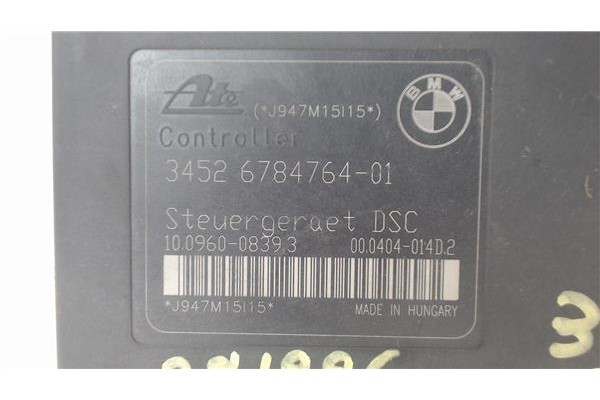 Ate (*J947M15I15*) BMW
Controller
3452 6784764-01
Steuergeraet DSC
10.0960-0839.3 00.0404-014D.2
*J947M15I15* MADE IN HUNGARY
3